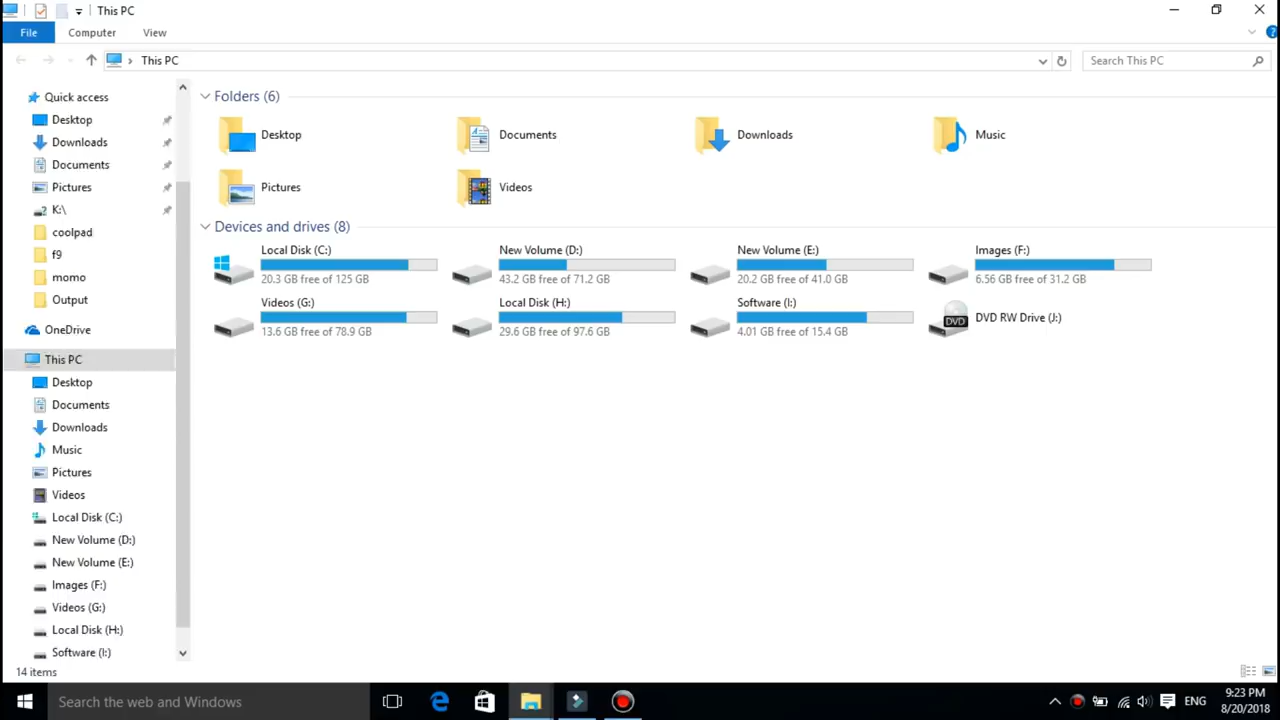 This PC
File
Computer
View
This PC
Search This PC
Quick access
Desktop
Downloads
Documents
Pictures
K:\
coolpad
f9
momo
Output
OneDrive
This PC
Desktop
Documents
Downloads
Music
Pictures
Videos
Local Disk (C:)
New Volume (D:)
New Volume (E:)
Images (F:)
Videos (G:)
Local Disk (H:)
Software (I:)
Folders (6)
Desktop
Documents
Downloads
Music
Pictures
Videos
Devices and drives (8)
Local Disk (C:)
20.3 GB free of 125 GB
New Volume (D:)
43.2 GB free of 71.2 GB
New Volume (E:)
20.2 GB free of 41.0 GB
Images (F:)
6.56 GB free of 31.2 GB
Videos (G:)
13.6 GB free of 78.9 GB
Local Disk (H:)
29.6 GB free of 97.6 GB
Software (I:)
4.01 GB free of 15.4 GB
DVD
DVD RW Drive (J:)
14 items
Search the web and Windows
ENG
9:23 PM
8/20/2018